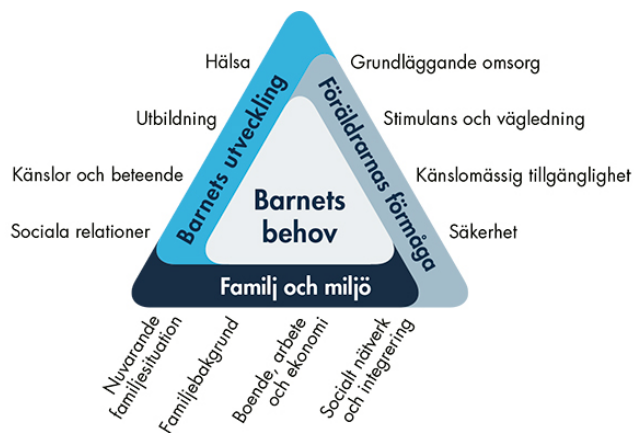 Hälsa
Utbildning
Känslor och beteende
Sociala relationer
Barnets utveckling
Grundläggande omsorg
Stimulans och vägledning
Känslomässig tillgänglighet
Säkerhet
Föräldrarnas förmåga
Barnets
behov
Familj och miljö
Nuvarande
familjesituation
Familjebakgrund
Boende, arbete
och ekonomi
Socialt nätverk
och integrering